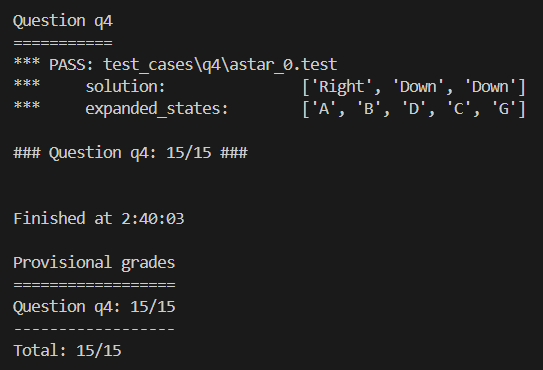 Question q4
===========
*** PASS: test_cases\q4\astar_0.test
***     solution:               ['Right', 'Down', 'Down']
***     expanded_states:        ['A', 'B', 'D', 'C', 'G']
### Question q4: 15/15 ###
Finished at 2:40:03
Provisional grades
==================
Question q4: 15/15
------------------
Total: 15/15